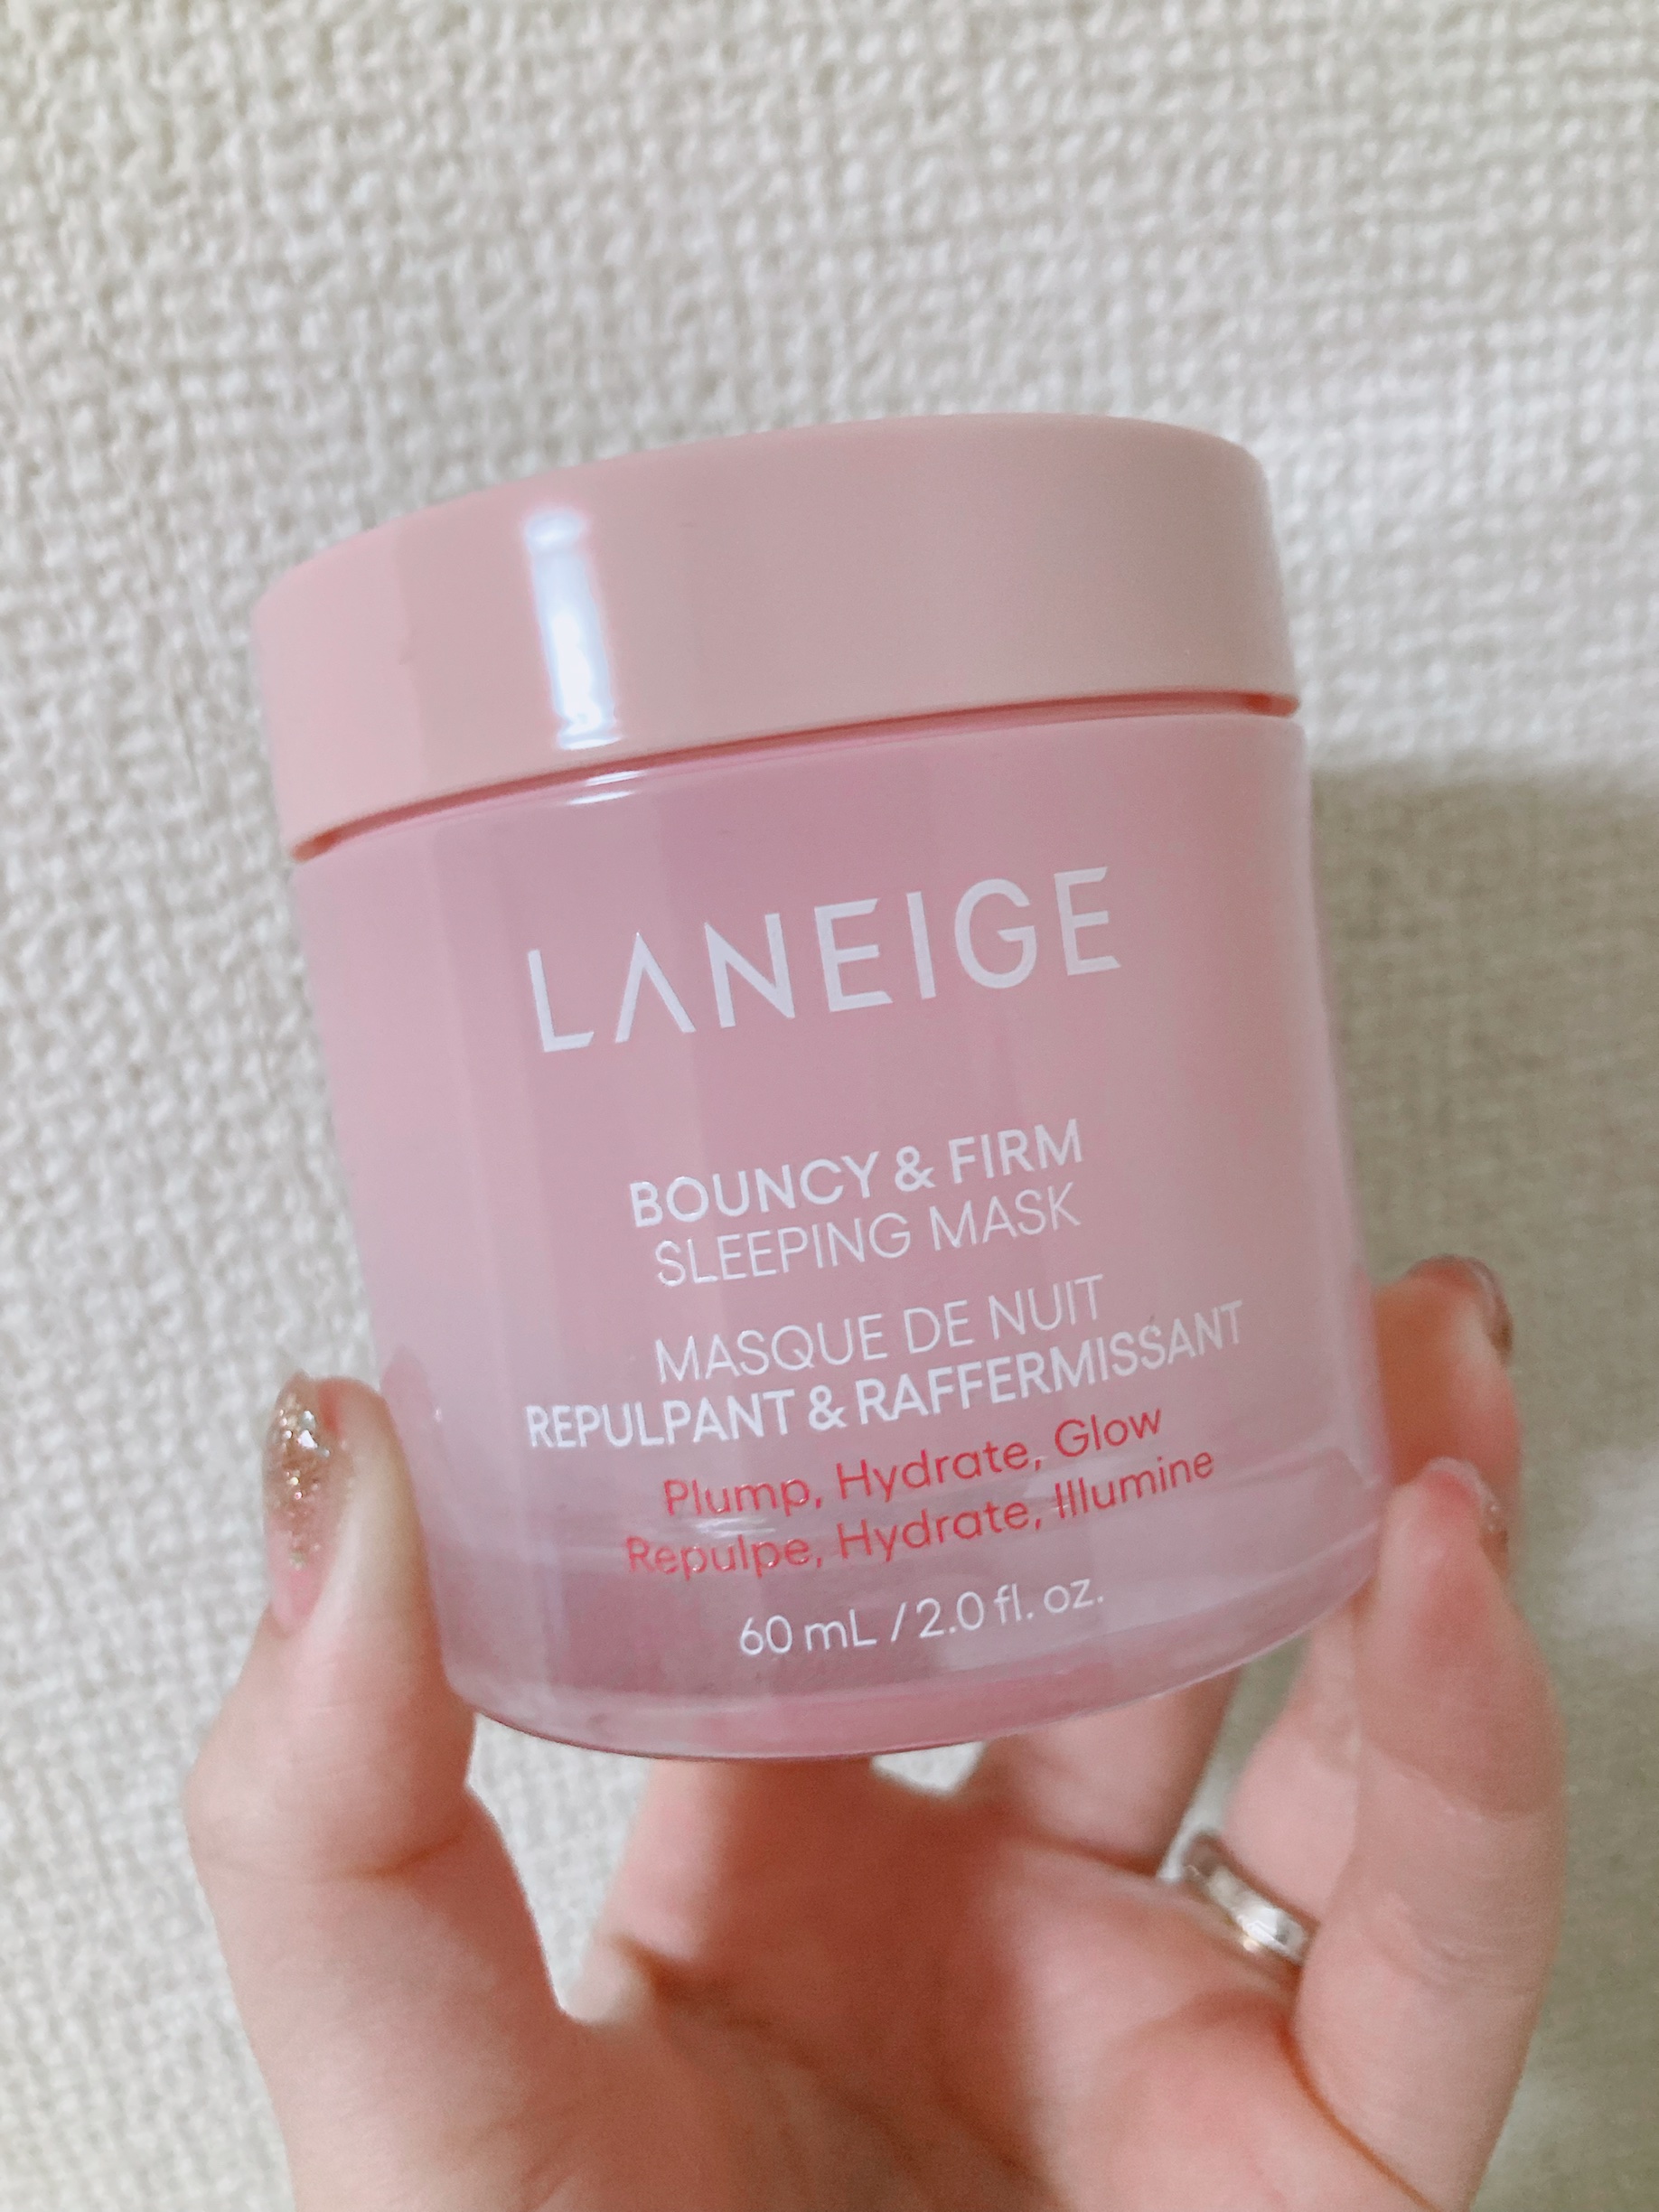 LANEIGE
BOUNCY & FIRM
SLEEPING MASK
MASQUE DE NUIT
REPULPANT & RAFFERMISSANT
Plump, Hydrate, Glow
Repulpe, Hydrate, Illumine
60 mL / 2.0 fl. oz.